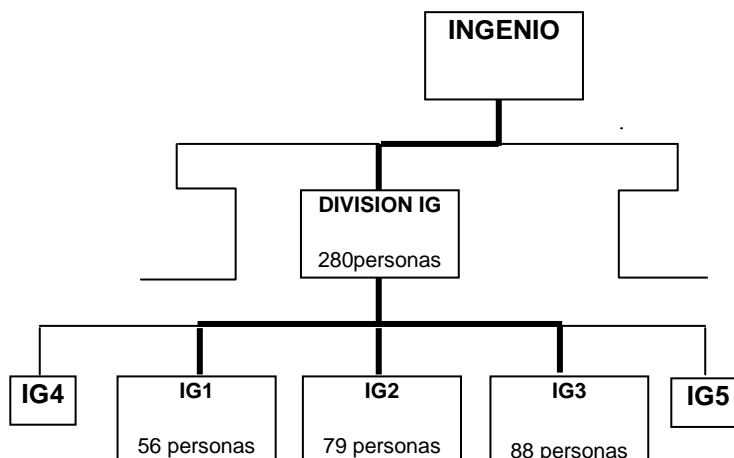 INGENIO
DIVISION IG
280personas
IG4
IG1
IG2
IG3
IG5
56 personas
79 personas
88 personas